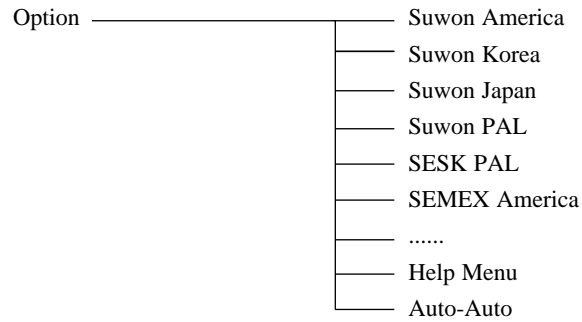 Option
Suwon America
Suwon Korea
Suwon Japan
Suwon PAL
SESK PAL
SEMEX America
......
Help Menu
Auto-Auto